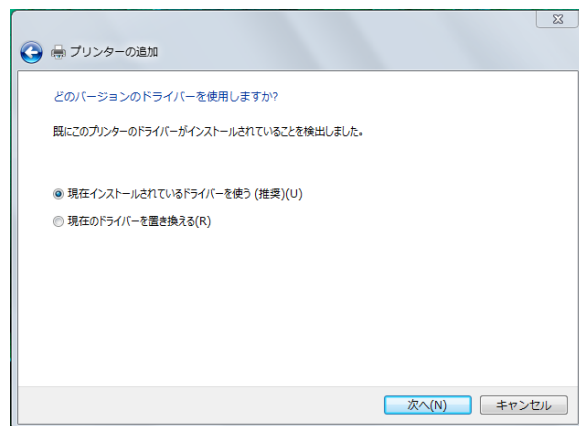 プリンターの追加
どのバージョンのドライバーを使用しますか?
既にこのプリンターのドライバーがインストールされていることを検出しました。
現在インストールされているドライバーを使う (推奨)(U)
現在のドライバーを置き換える(R)
次へ(N) キャンセル